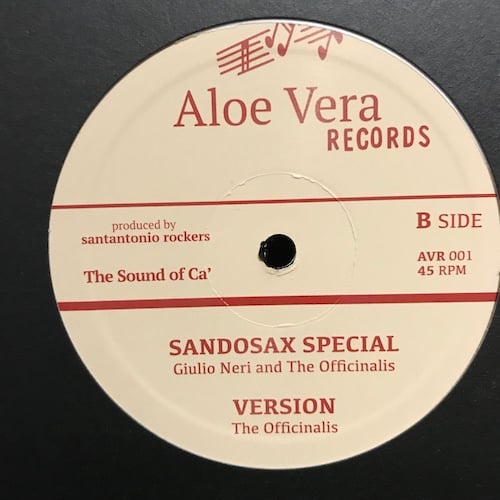 Aloe Vera
RECORDS
produced by
santantonio rockers
The Sound of Ca'
B SIDE
AVR 001
45 RPM
SANDOSAX SPECIAL
Giulio Neri and The Officinalis
VERSION
The Officinalis